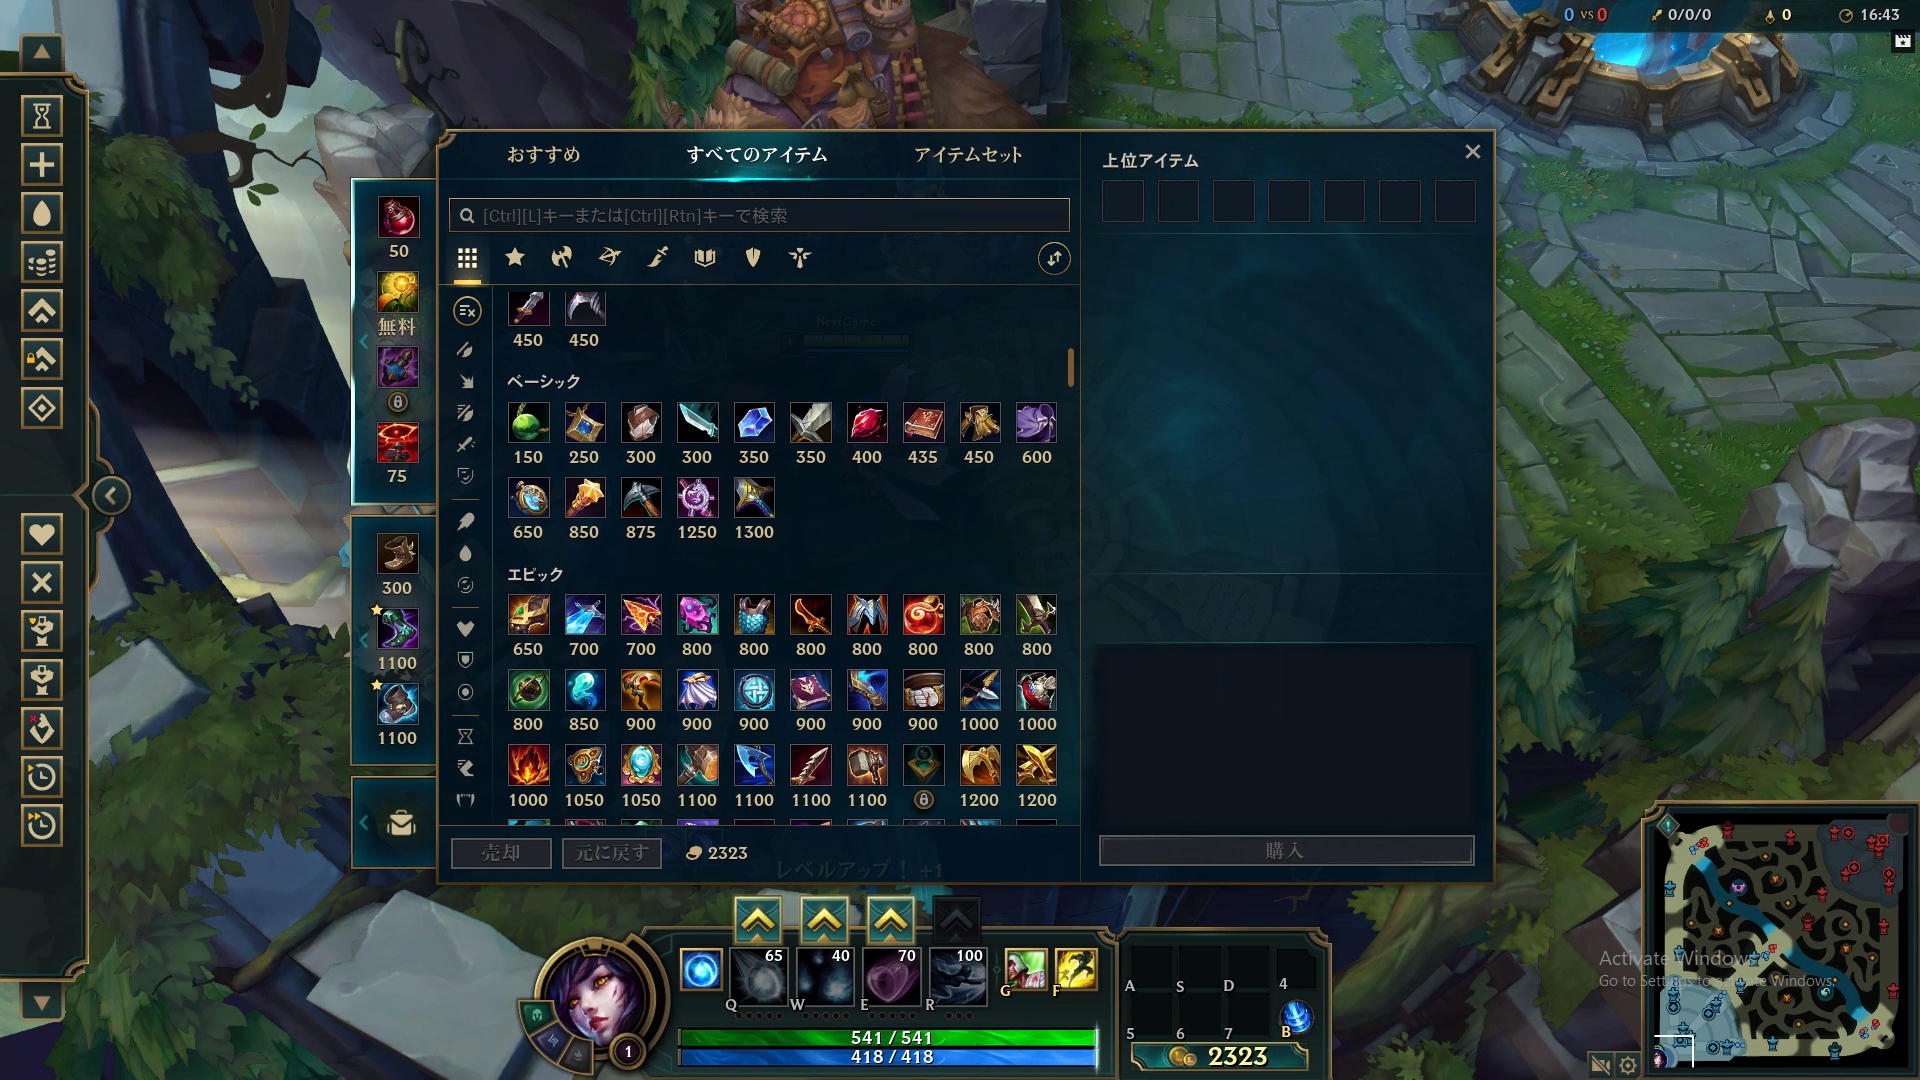 0 vs 0
0/0/0
0
16:43
おすすめ
すべてのアイテム
アイテムセット
上位アイテム
[Ctrl][L]キーまたは[Ctrl][Rtn]キーで検索
50
無料
75
300
1100
1100
NextGame
450 450
ベーシック
150 250 300 300 350 350 400 435 450 600
650 850 875 1250 1300
エピック
650 700 700 800 800 800 800 800 800 800
800 850 900 900 900 900 900 900 1000 1000
1000 1050 1050 1100 1100 1100 1100 1200 1200
売却
元に戻す
2323
購入
レベルアップ！ +1
65 40 70 100
Q W E R G F
541 / 541
418 / 418
1
A S D 4
5 6 7 B
2323
Activate Windows
Go to Settings to activate Windows.